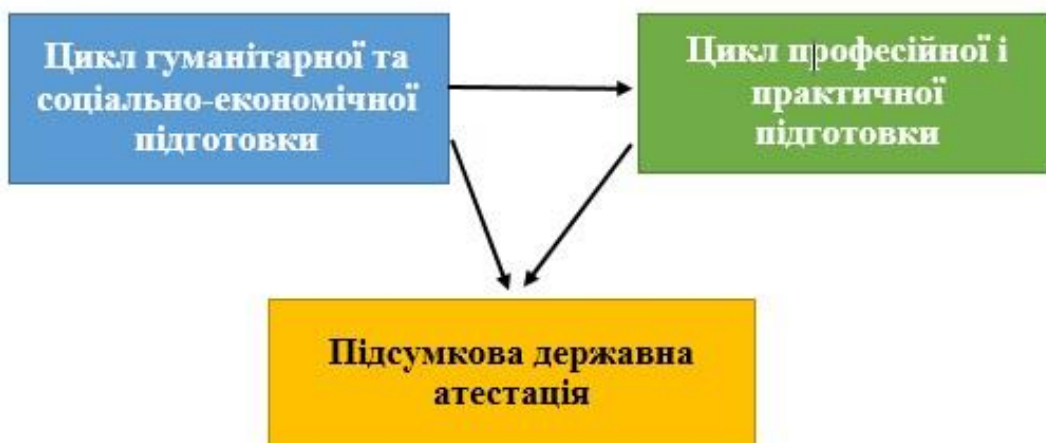 Цикл гуманітарної та
соціально-економічної
підготовки
Цикл професійної і
практичної
підготовки
Підсумкова державна
атестація